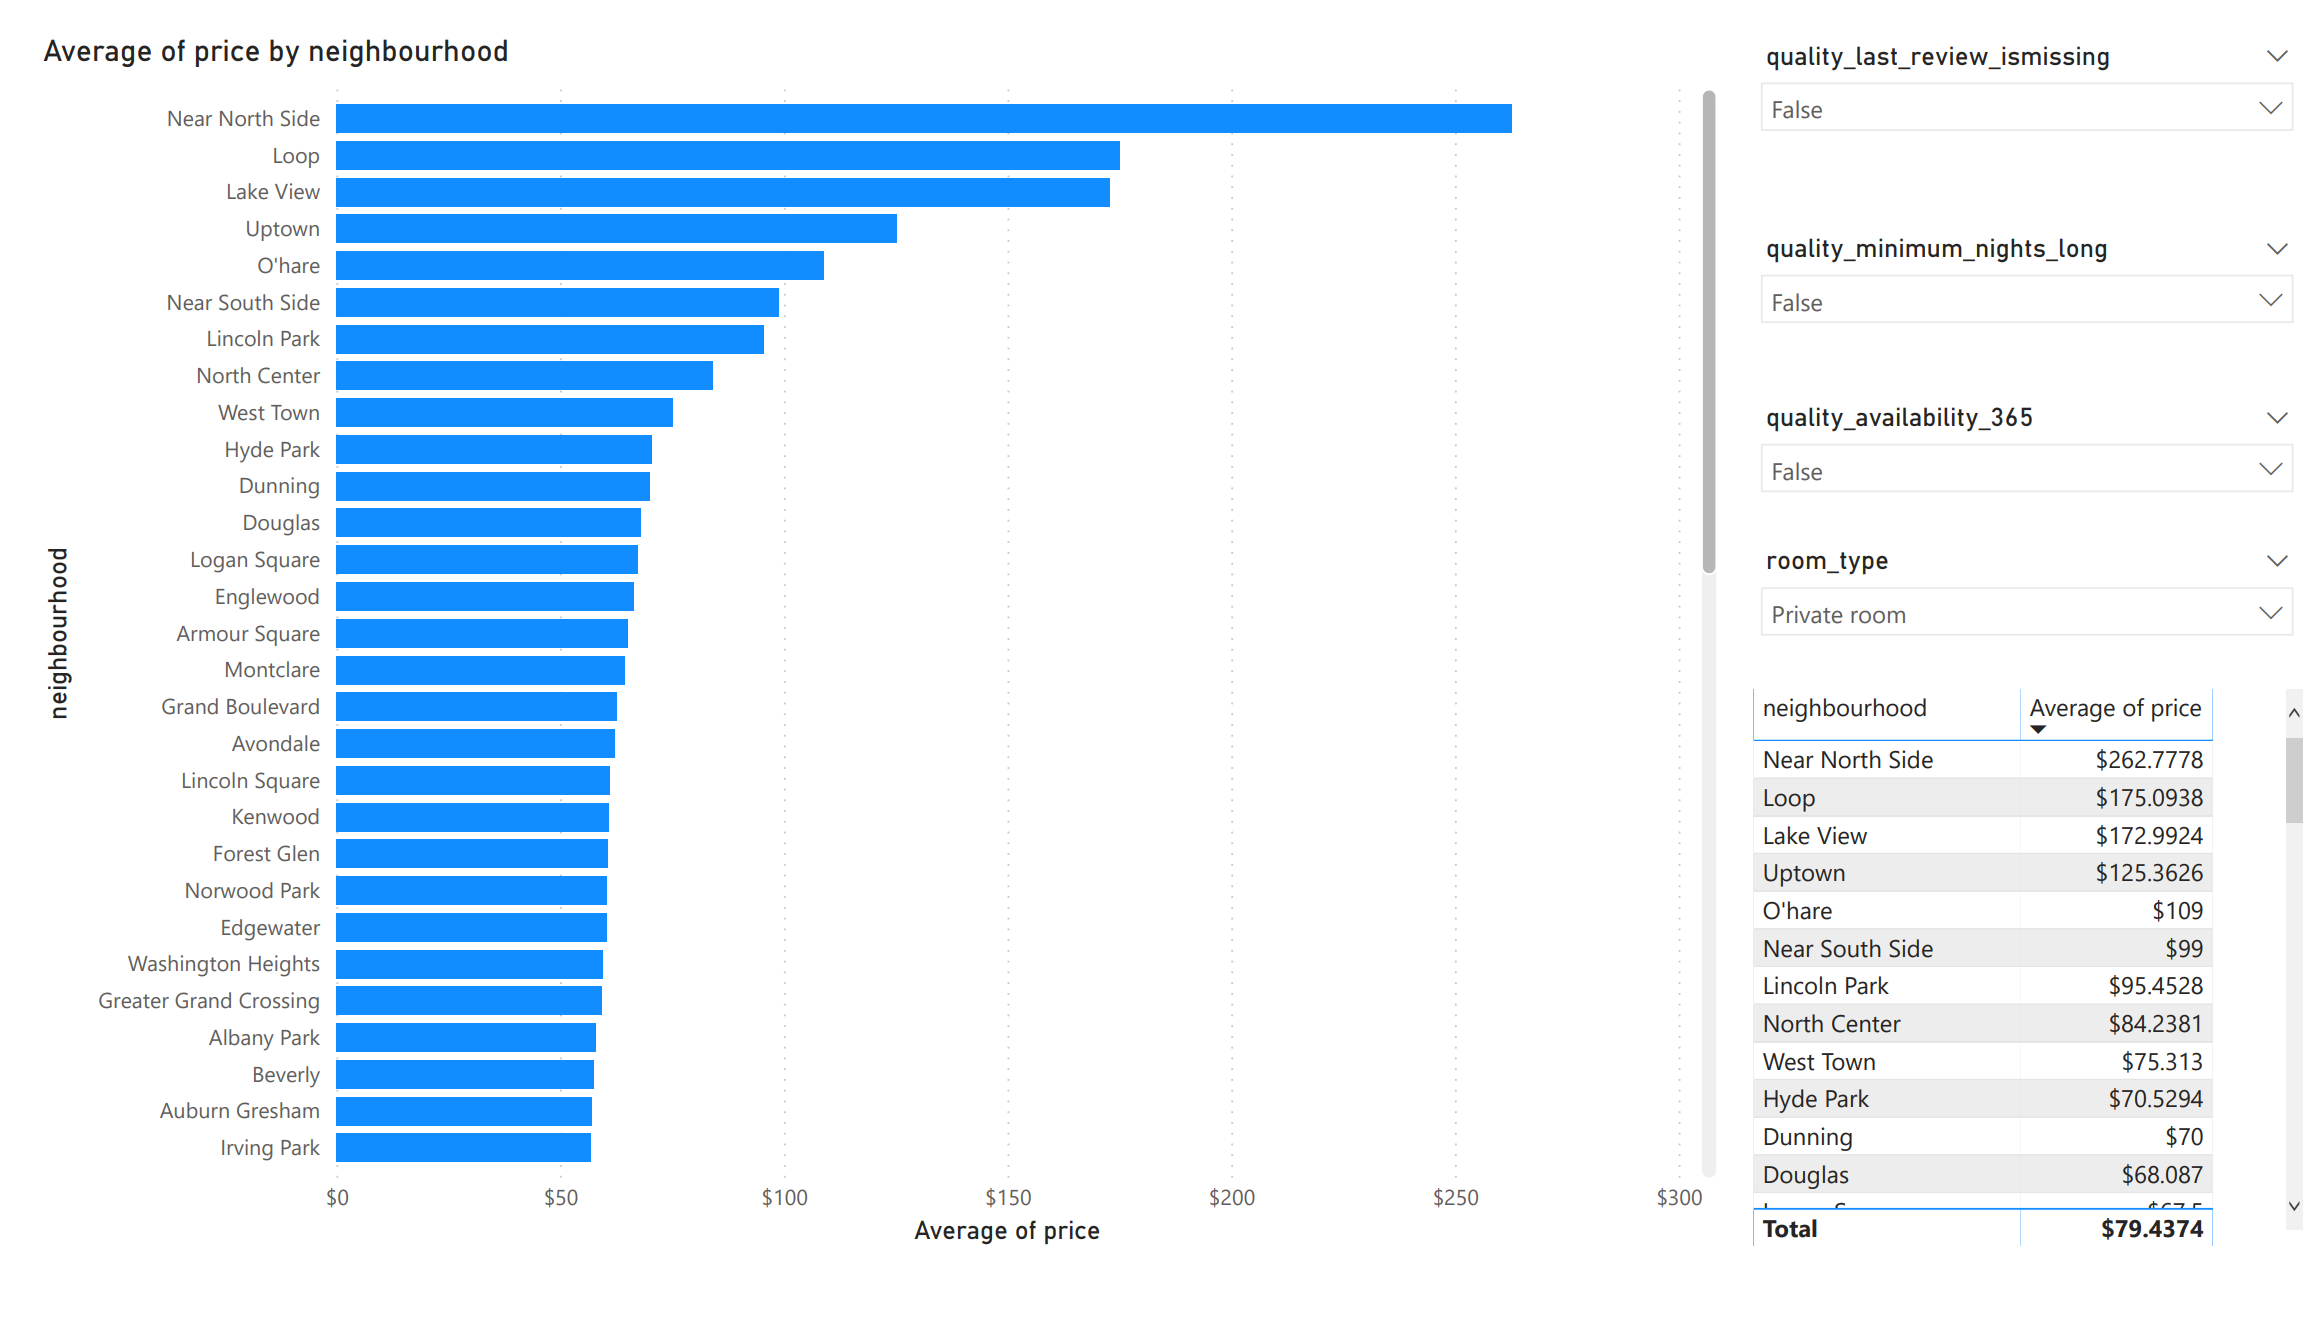 Average of price by neighbourhood
neighbourhood
Near North Side
Loop
Lake View
Uptown
O'hare
Near South Side
Lincoln Park
North Center
West Town
Hyde Park
Dunning
Douglas
Logan Square
Englewood
Armour Square
Montclare
Grand Boulevard
Avondale
Lincoln Square
Kenwood
Forest Glen
Norwood Park
Edgewater
Washington Heights
Greater Grand Crossing
Albany Park
Beverly
Auburn Gresham
Irving Park
$0 $50 $100 $150 $200 $250 $300
Average of price
quality_last_review_ismissing
False
quality_minimum_nights_long
False
quality_availability_365
False
room_type
Private room
neighbourhood Average of price
Near North Side $262.7778
Loop $175.0938
Lake View $172.9924
Uptown $125.3626
O'hare $109
Near South Side $99
Lincoln Park $95.4528
North Center $84.2381
West Town $75.313
Hyde Park $70.5294
Dunning $70
Douglas $68.087
Total $79.4374